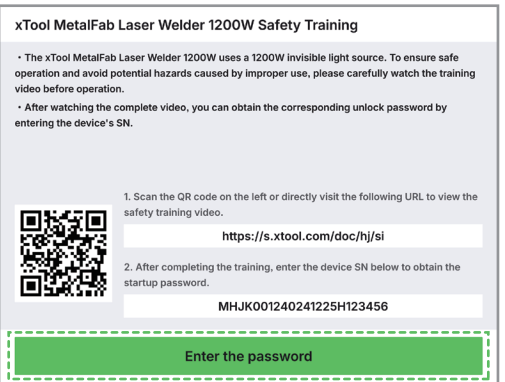 xTool MetalFab Laser Welder 1200W Safety Training
・The xTool MetalFab Laser Welder 1200W uses a 1200W invisible light source. To ensure safe
operation and avoid potential hazards caused by improper use, please carefully watch the training
video before operation.
・After watching the complete video, you can obtain the corresponding unlock password by
entering the device's SN.
1. Scan the QR code on the left or directly visit the following URL to view the
safety training video.
https://s.xtool.com/doc/hj/si
2. After completing the training, enter the device SN below to obtain the
startup password.
MHJK001240241225H123456
Enter the password